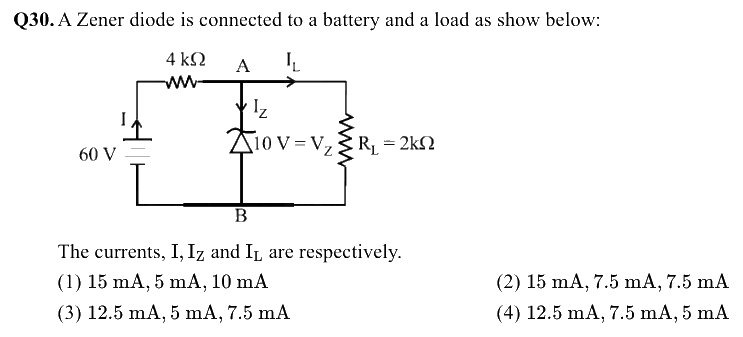 Q30. A Zener diode is connected to a battery and a load as show below:
4 kΩ
A
I_L
I
I_Z
60 V
10 V = V_Z
R_L = 2kΩ
B
The currents, I, I_Z and I_L are respectively.
(1) 15 mA, 5 mA, 10 mA
(2) 15 mA, 7.5 mA, 7.5 mA
(3) 12.5 mA, 5 mA, 7.5 mA
(4) 12.5 mA, 7.5 mA, 5 mA